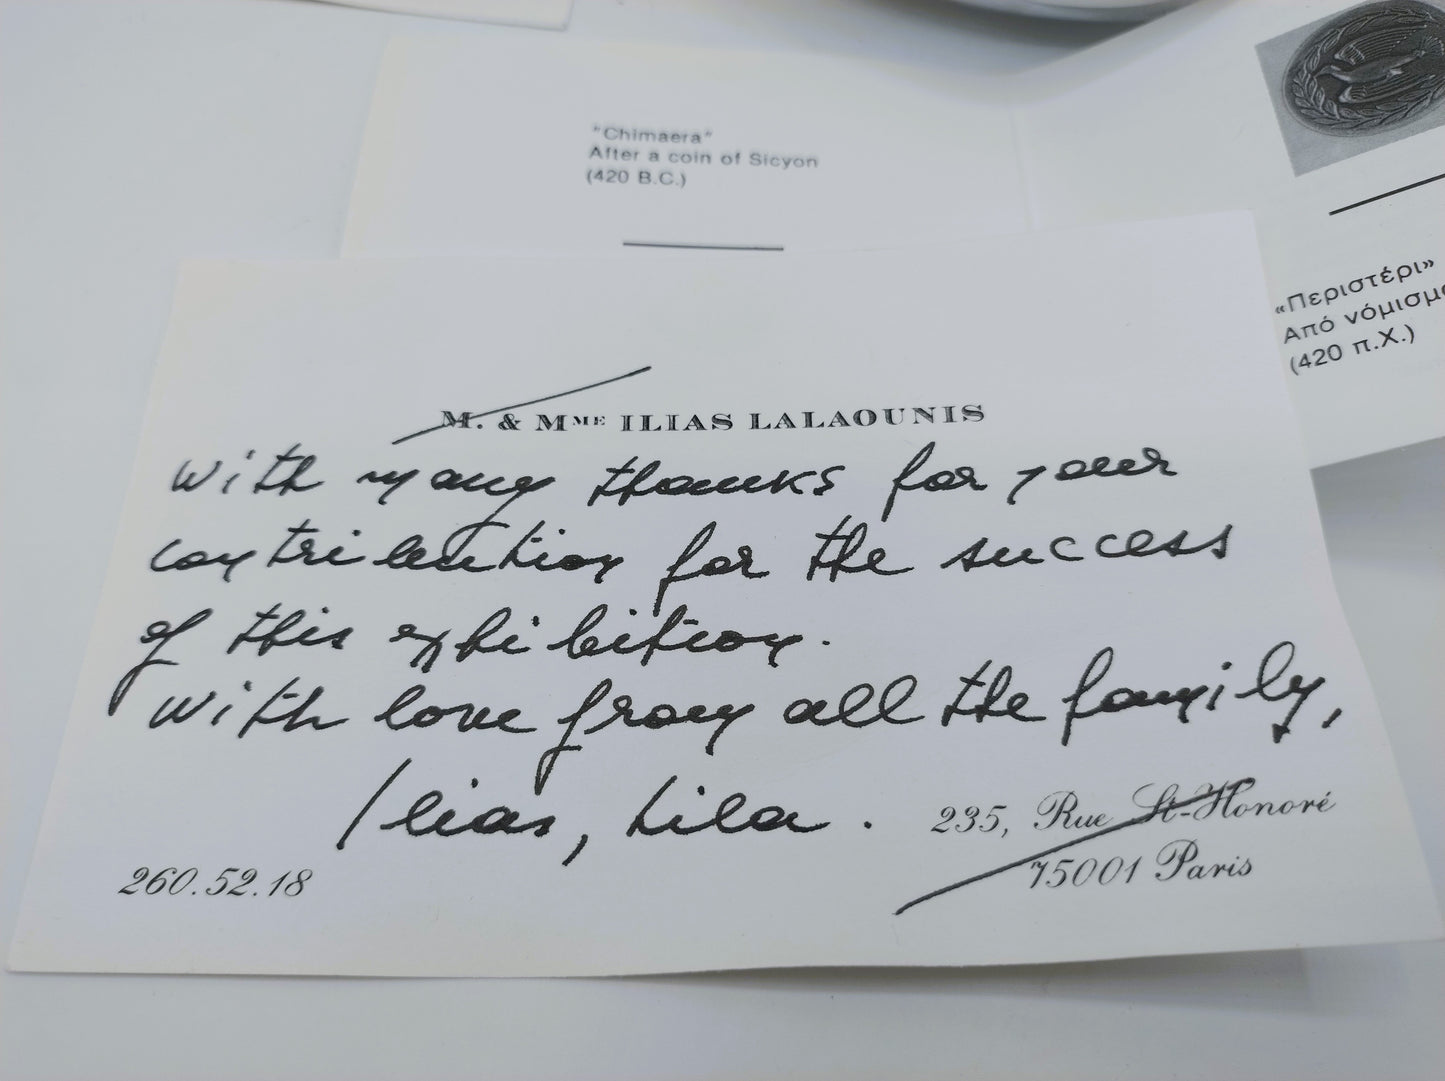 "Chimaera"
After a coin of Sicyon
(420 B.C.)
«Περιστέρι»
Από
(420 π.Χ.)
M. & MME ILIAS LALAOUNIS
with many thanks for your
contribution for the success
of this exhibition.
with love from all the family,
Ilias, Lila.
235, Rue St-Honoré
75001 Paris
260.52.18